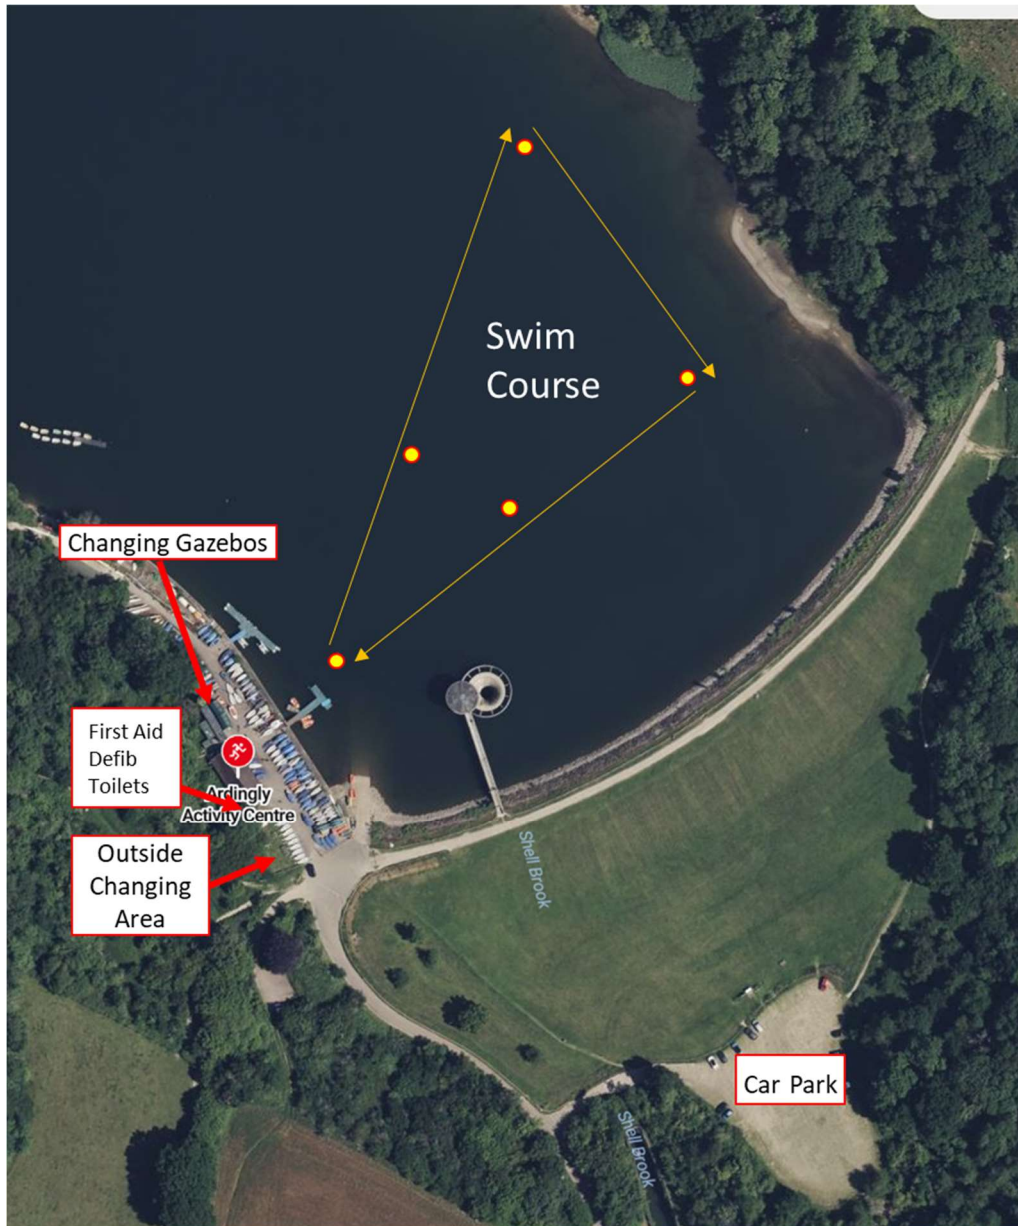 Swim
Course
Changing Gazebos
First Aid
Defib
Toilets
Ardingly
Activity Centre
Outside
Changing
Area
Shell Brook
Car Park
Shell Brook